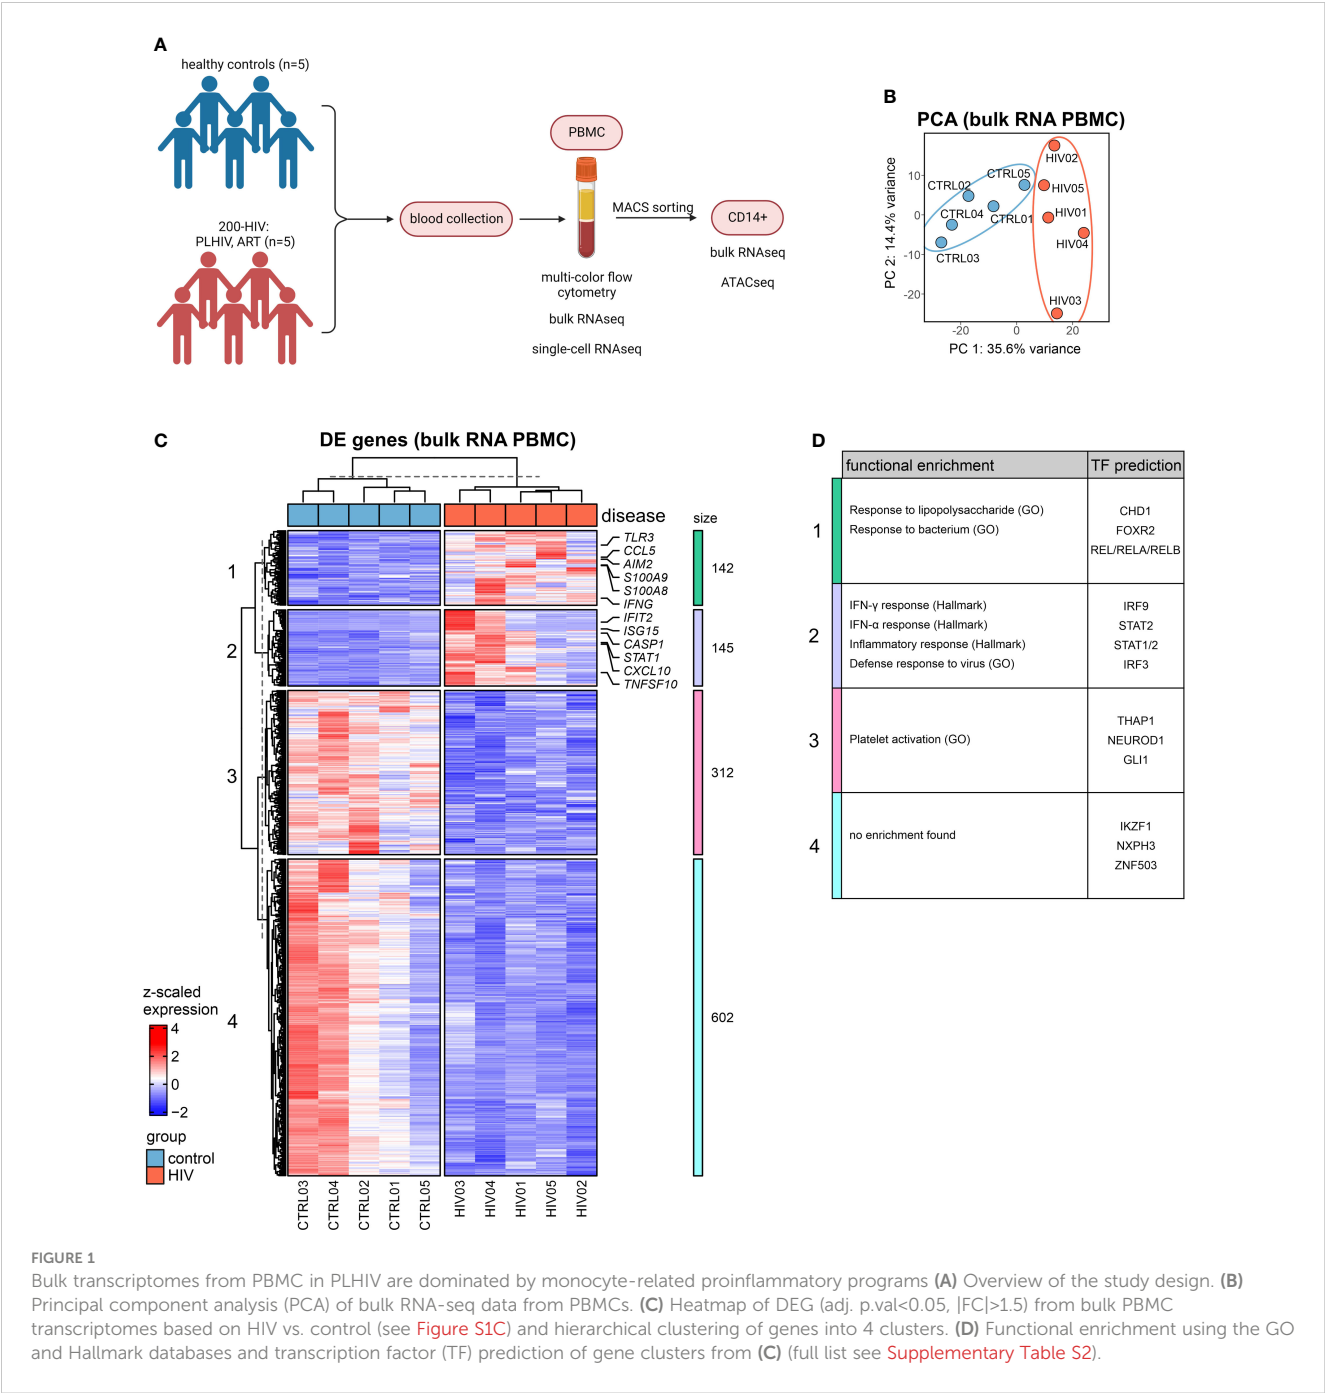 A
healthy controls (n=5)
200-HIV:
PLHIV, ART (n=5)
blood collection
PBMC
multi-color flow
cytometry
bulk RNAseq
single-cell RNAseq
MACS sorting
CD14+
bulk RNAseq
ATACseq
B
PCA (bulk RNA PBMC)
PC 2: 14.4% variance
10
0
-10
-20
HIV02
CTRL05
CTRL02
HIV05
CTRL04
CTRL01
HIV01
HIV04
CTRL03
HIV03
-20
0
20
PC 1: 35.6% variance
C
DE genes (bulk RNA PBMC)
disease
size
1
2
3
4
TLR3
CCL5
AIM2
S100A9
S100A8
IFNG
IFIT2
ISG15
CASP1
STAT1
CXCL10
TNFSF10
142
145
312
602
z-scaled
expression
4
2
0
−2
group
control
HIV
CTRL03
CTRL04
CTRL02
CTRL01
CTRL05
HIV03
HIV04
HIV01
HIV05
HIV02
D
functional enrichment
TF prediction
1
Response to lipopolysaccharide (GO)
Response to bacterium (GO)
CHD1
FOXR2
REL/RELA/RELB
2
IFN-γ response (Hallmark)
IFN-α response (Hallmark)
Inflammatory response (Hallmark)
Defense response to virus (GO)
IRF9
STAT2
STAT1/2
IRF3
3
Platelet activation (GO)
THAP1
NEUROD1
GLI1
4
no enrichment found
IKZF1
NXPH3
ZNF503
FIGURE 1
Bulk transcriptomes from PBMC in PLHIV are dominated by monocyte-related proinflammatory programs (A) Overview of the study design. (B)
Principal component analysis (PCA) of bulk RNA-seq data from PBMCs. (C) Heatmap of DEG (adj. p.val<0.05, |FC|>1.5) from bulk PBMC
transcriptomes based on HIV vs. control (see Figure S1C) and hierarchical clustering of genes into 4 clusters. (D) Functional enrichment using the GO
and Hallmark databases and transcription factor (TF) prediction of gene clusters from (C) (full list see Supplementary Table S2).